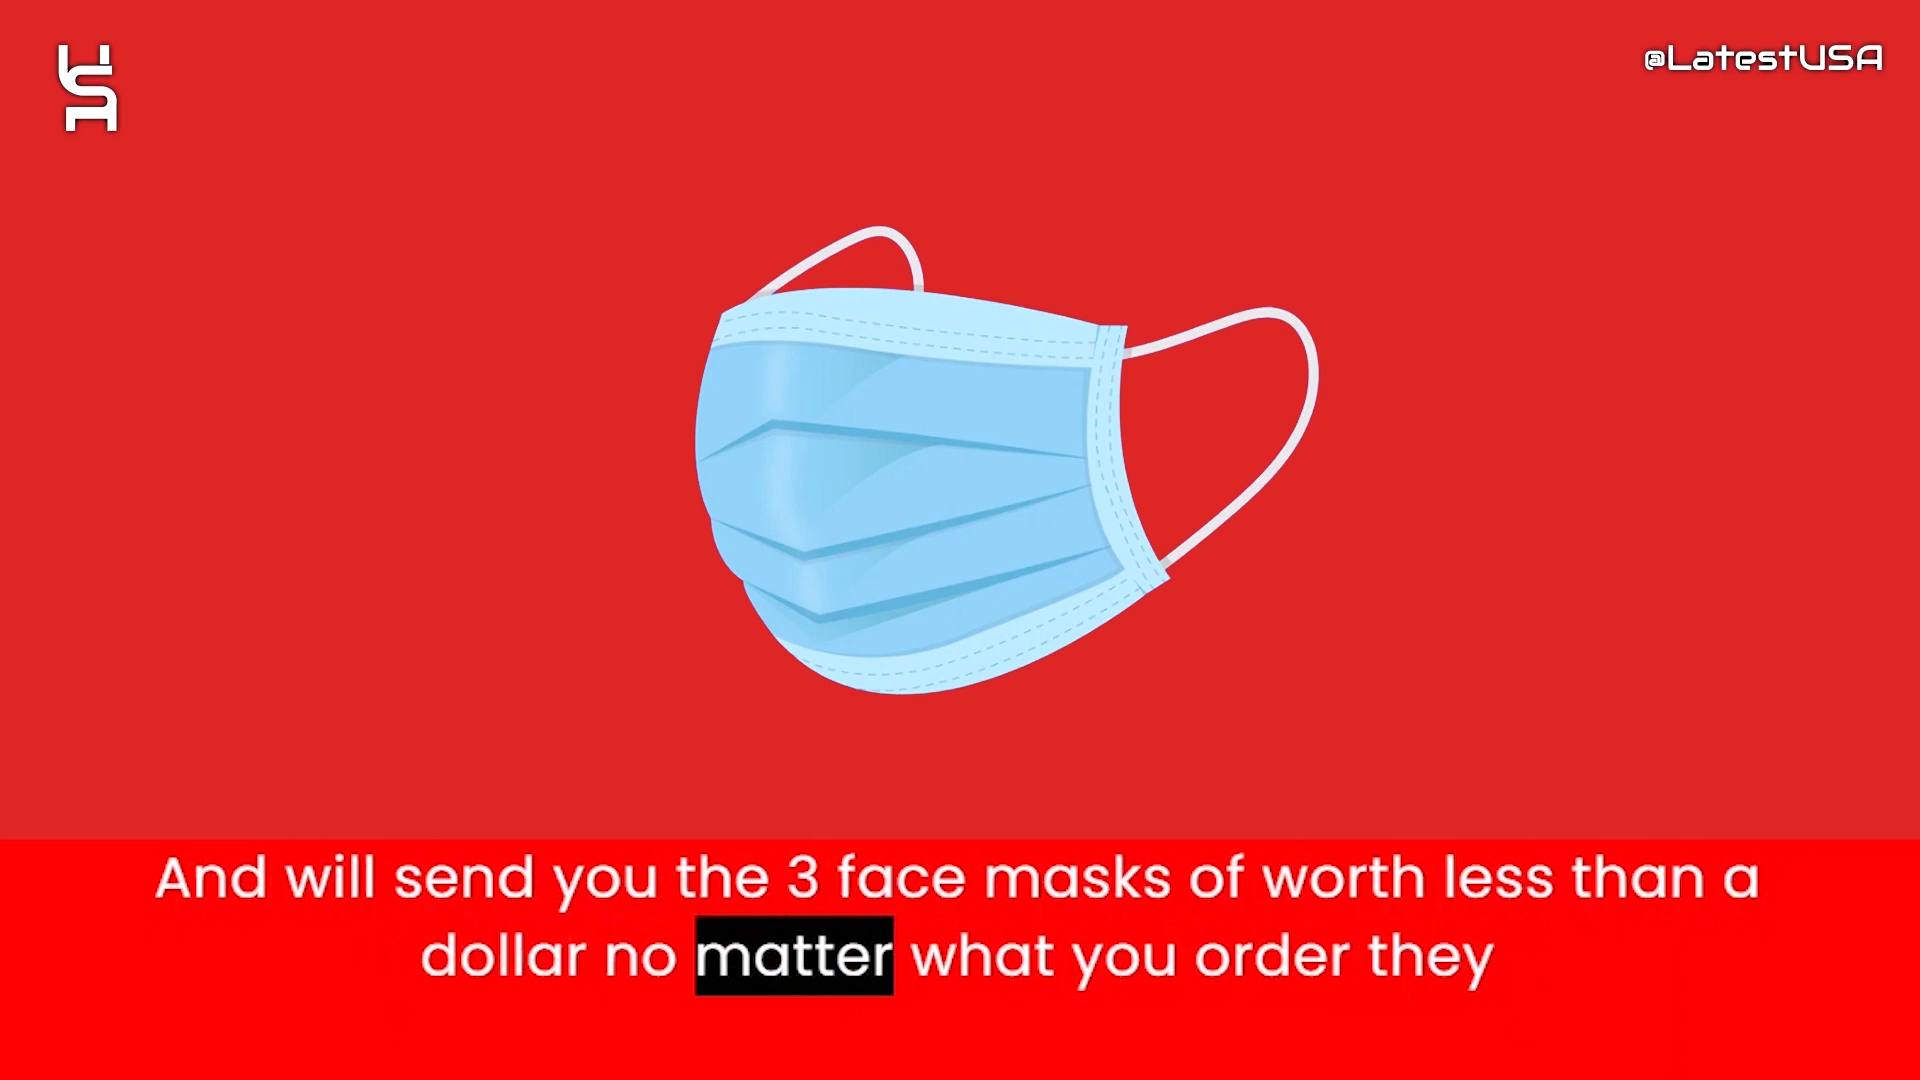 USA
@LatestUSA
And will send you the 3 face masks of worth less than a
dollar no matter what you order they